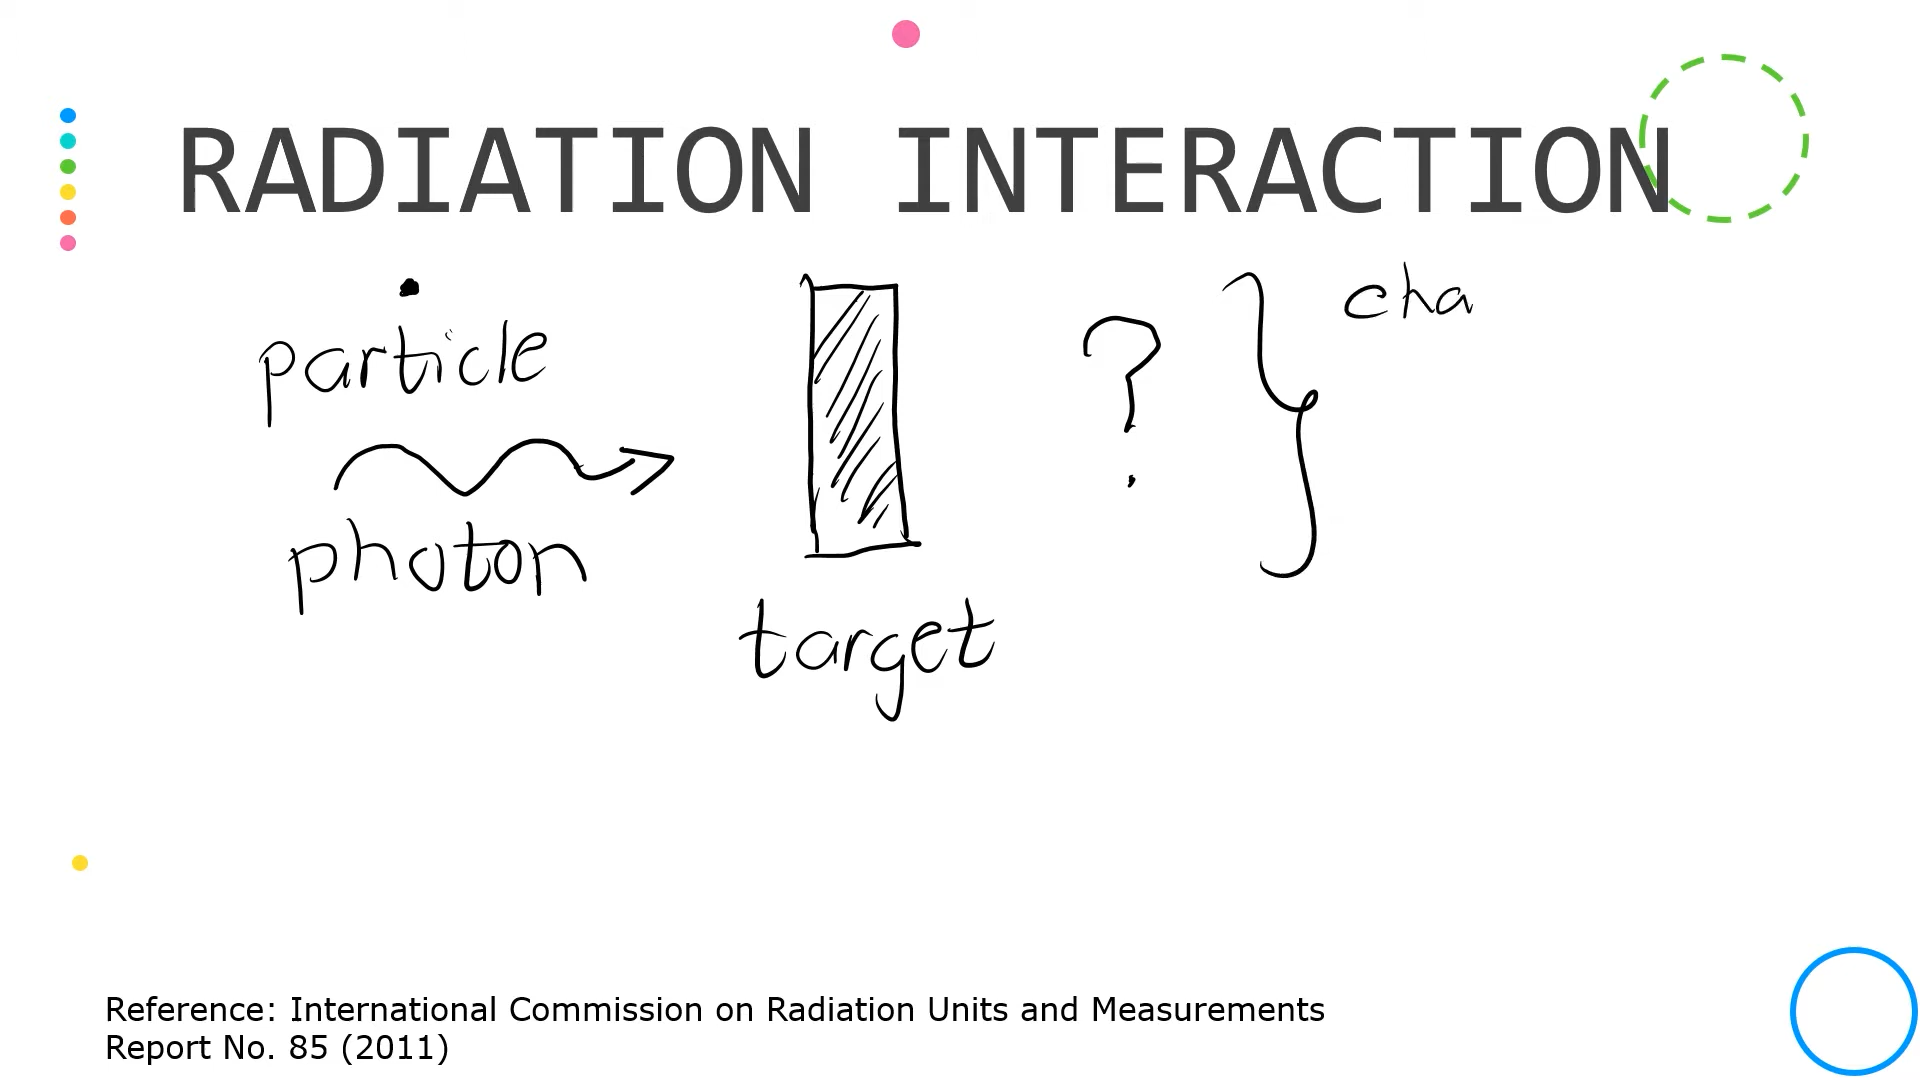 RADIATION INTERACTION
particle
photon
target
?
cha
Reference: International Commission on Radiation Units and Measurements
Report No. 85 (2011)